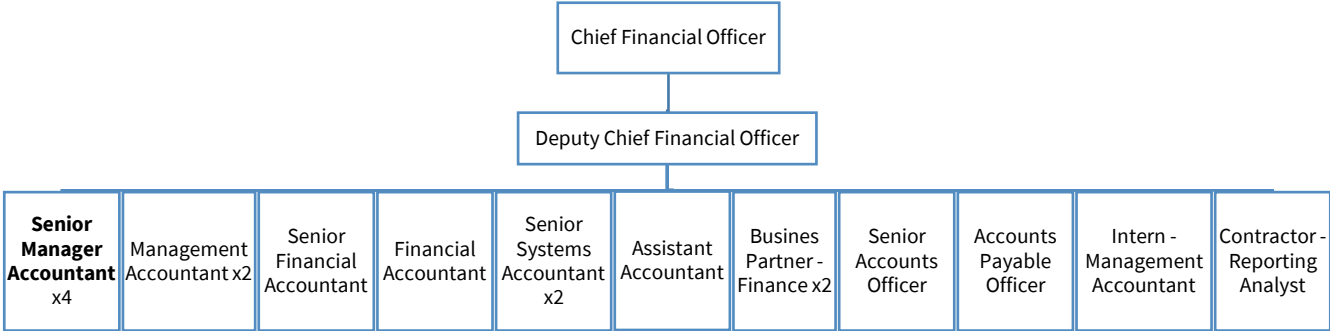 Chief Financial Officer
Deputy Chief Financial Officer
Senior
Manager
Accountant
x4
Management
Accountant x2
Senior
Financial
Accountant
Financial
Accountant
Senior
Systems
Accountant
x2
Assistant
Accountant
Busines
Partner -
Finance x2
Senior
Accounts
Officer
Accounts
Payable
Officer
Intern -
Management
Accountant
Contractor -
Reporting
Analyst